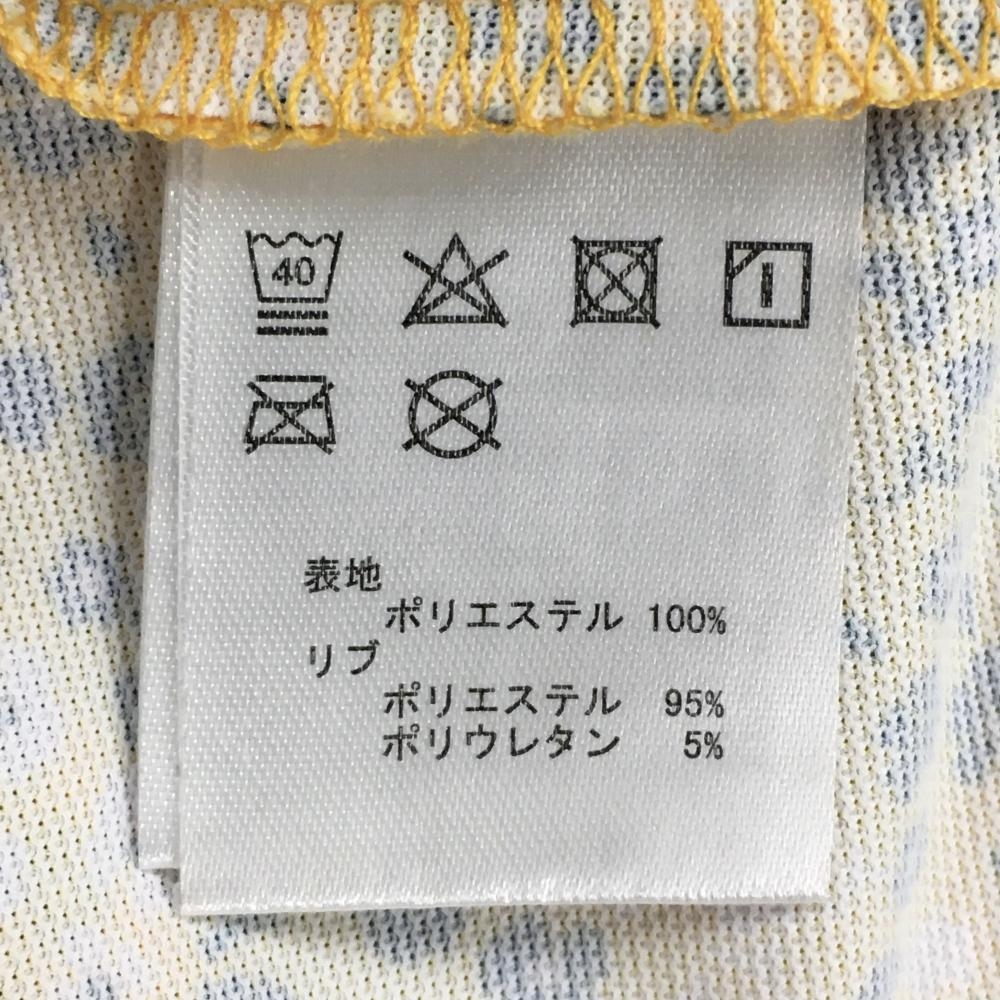 40
表地
ポリエステル 100%
リブ
ポリエステル 95%
ポリウレタン 5%